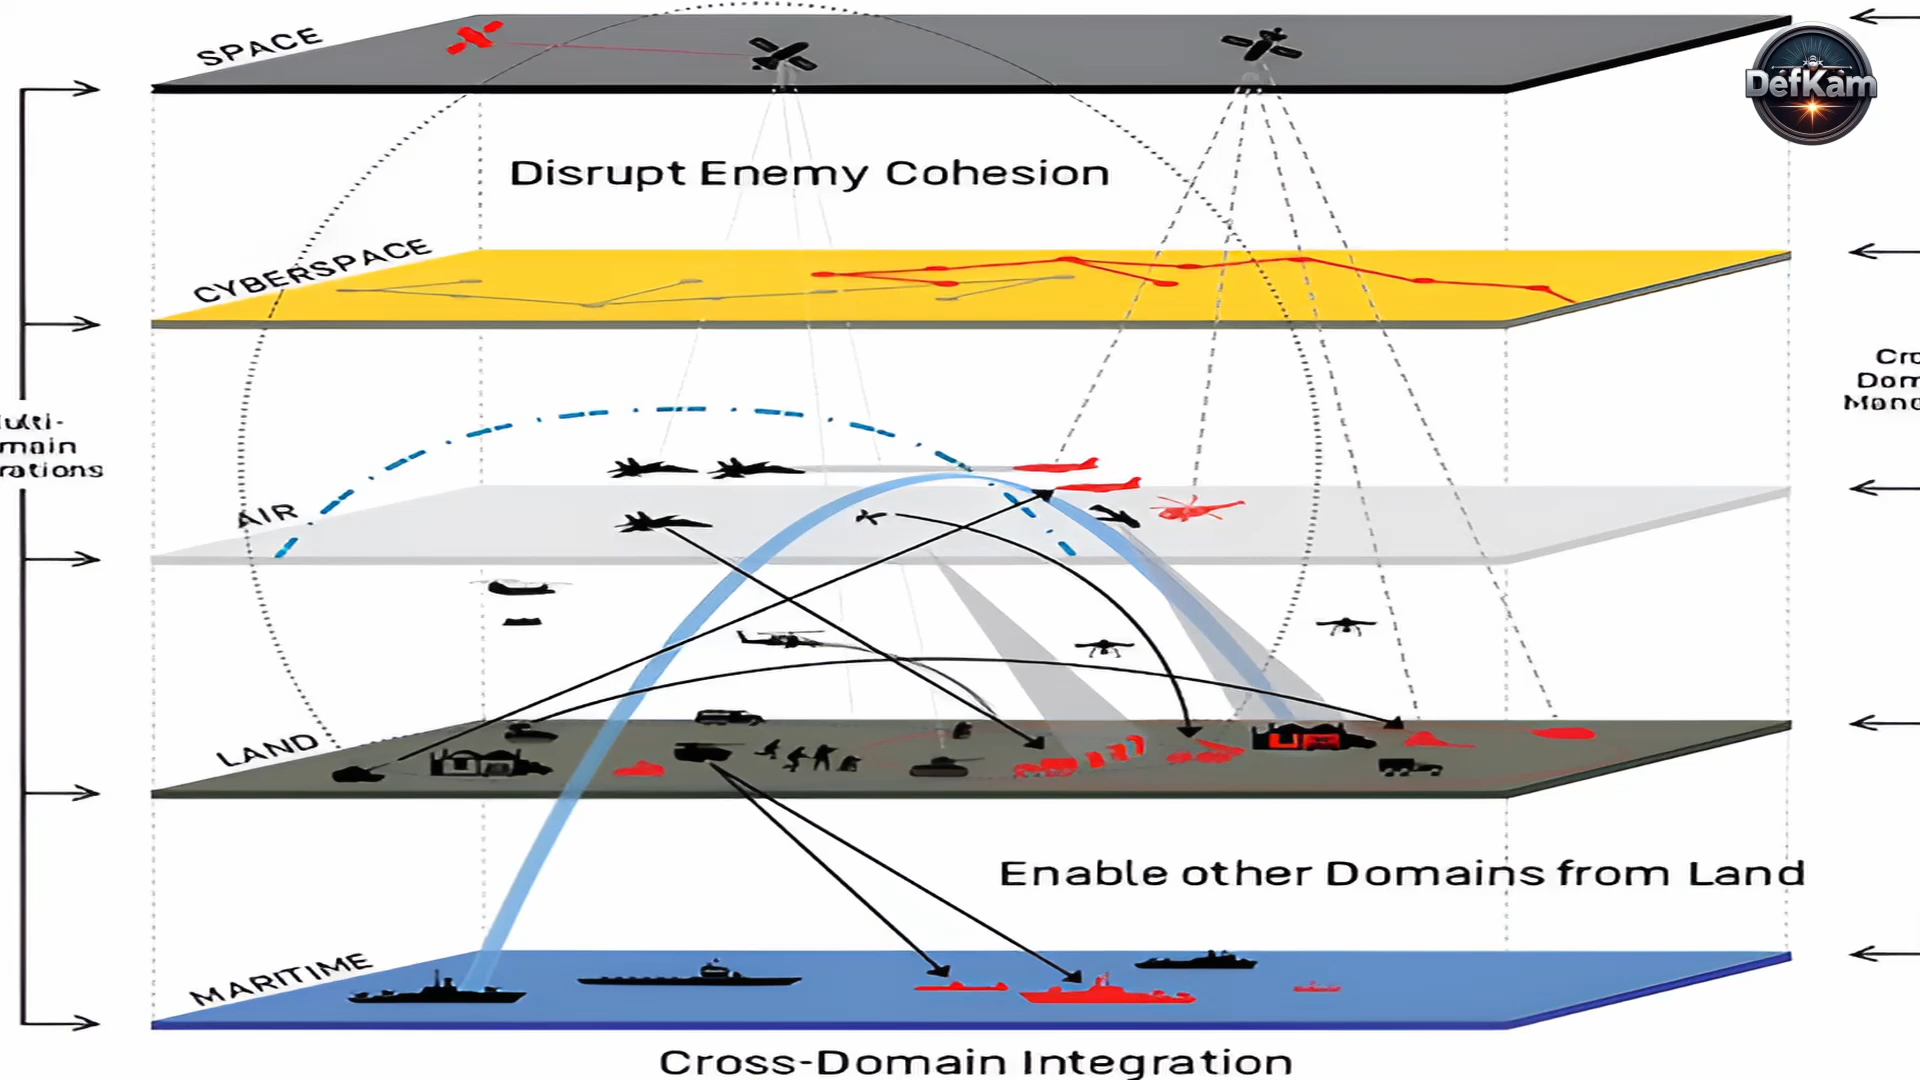 SPACE
DefKam
Disrupt Enemy Cohesion
CYBERSPACE
AIR
LAND
Enable other Domains from Land
MARITIME
Cross-Domain Integration